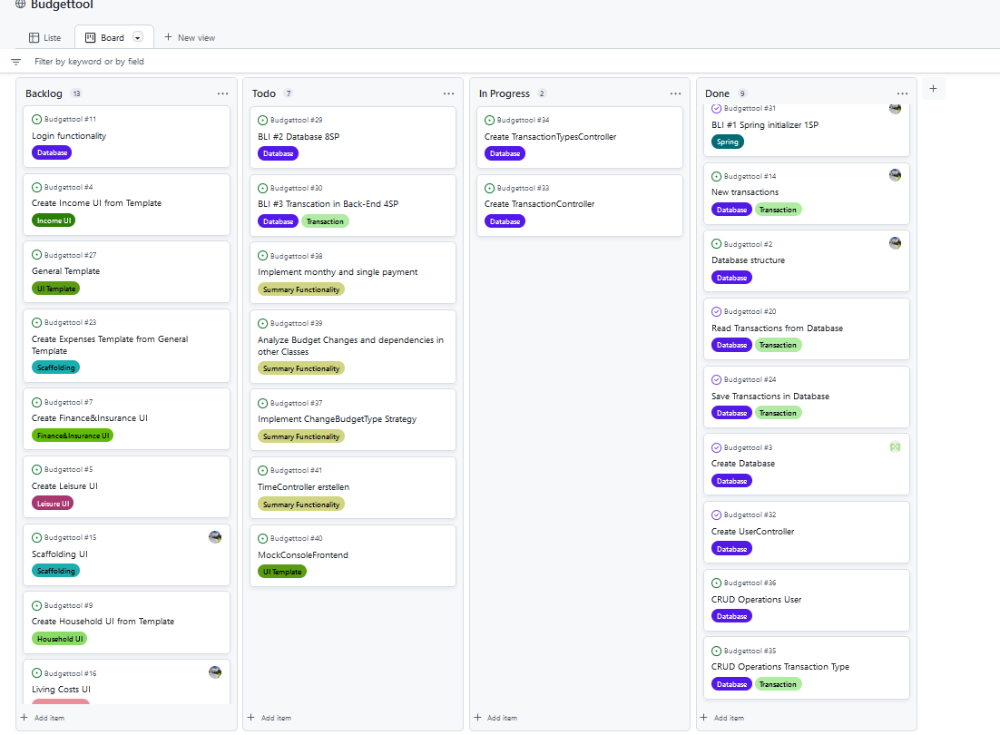 Budgettool
Liste
Board
New view
Filter by keyword or by field
Backlog 13
Budgettool #11
Login functionality
Database
Budgettool #4
Create Income UI from Template
Income UI
Budgettool #27
General Template
UI Template
Budgettool #23
Create Expenses Template from General
Template
Scaffolding
Budgettool #7
Create Finance&Insurance UI
Finance&Insurance UI
Budgettool #5
Create Leisure UI
Leisure UI
Budgettool #15
Scaffolding UI
Scaffolding
Budgettool #9
Create Household UI from Template
Household UI
Budgettool #16
Living Costs UI
Add item
Todo 7
Budgettool #29
BLI #2 Database 8SP
Database
Budgettool #30
BLI #3 Transcation in Back-End 4SP
Database Transaction
Budgettool #38
Implement monthy and single payment
Summary Functionality
Budgettool #39
Analyze Budget Changes and dependencies in
other Classes
Summary Functionality
Budgettool #37
Implement ChangeBudgetType Strategy
Summary Functionality
Budgettool #41
TimeController erstellen
Summary Functionality
Budgettool #40
MockConsoleFrontend
UI Template
Add item
In Progress 2
Budgettool #34
Create TransactionTypesController
Database
Budgettool #33
Create TransactionController
Database
Add item
Done 9
Budgettool #31
BLI #1 Spring initializer 1SP
Spring
Budgettool #14
New transactions
Database Transaction
Budgettool #2
Database structure
Database
Budgettool #20
Read Transactions from Database
Database Transaction
Budgettool #24
Save Transactions in Database
Database Transaction
Budgettool #3
Create Database
Database
Budgettool #32
Create UserController
Database
Budgettool #36
CRUD Operations User
Database
Budgettool #35
CRUD Operations Transaction Type
Database Transaction
Add item